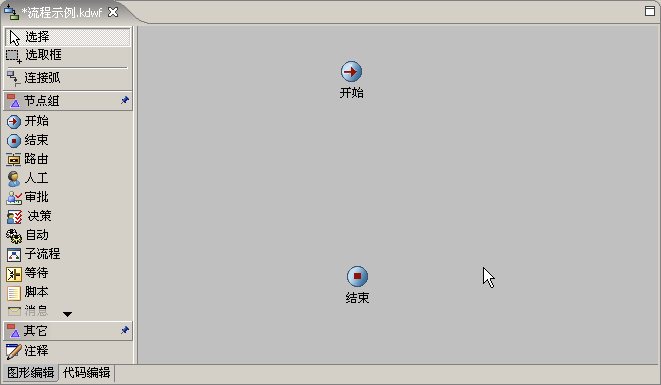 *流程示例.kdwf
选择
选取框
连接弧
节点组
开始
结束
路由
人工
审批
决策
自动
子流程
等待
脚本
消息
其它
注释
开始
结束
图形编辑 代码编辑